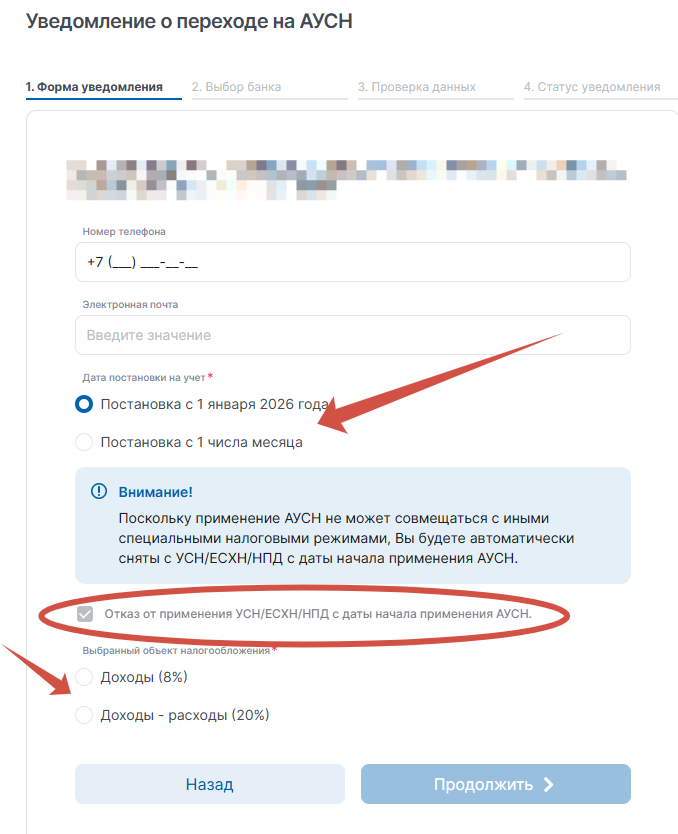 Уведомление о переходе на АУСН
1. Форма уведомления
2. Выбор банка
3. Проверка данных
4. Статус уведомления
Номер телефона
+7 (___) ___-__-__
Электронная почта
Введите значение
Дата постановки на учет*
Постановка с 1 января 2026 года
Постановка с 1 числа месяца
Внимание!
Поскольку применение АУСН не может совмещаться с иными
специальными налоговыми режимами, Вы будете автоматически
сняты с УСН/ЕСХН/НПД с даты начала применения АУСН.
Отказ от применения УСН/ЕСХН/НПД с даты начала применения АУСН.
Выбранный объект налогообложения*
Доходы (8%)
Доходы - расходы (20%)
Назад
Продолжить